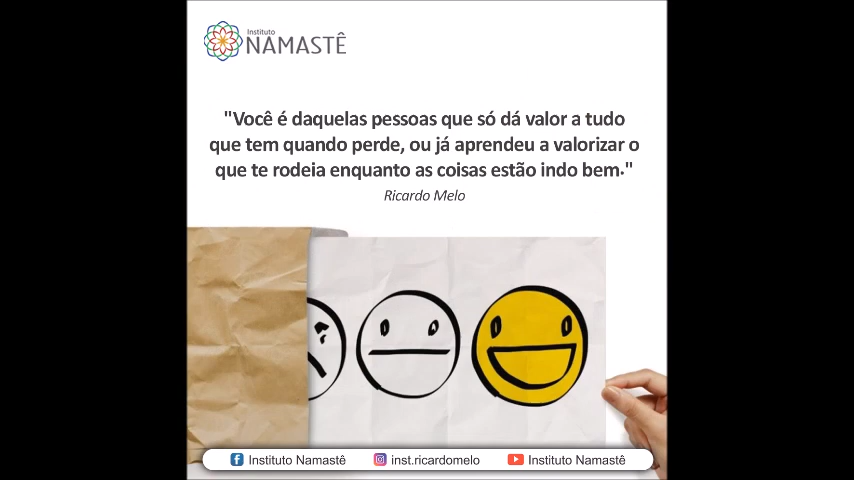 Instituto
NAMASTÊ
"Você é daquelas pessoas que só dá valor a tudo
que tem quando perde, ou já aprendeu a valorizar o
que te rodeia enquanto as coisas estão indo bem."
Ricardo Melo
Instituto Namastê inst.ricardomelo Instituto Namastê